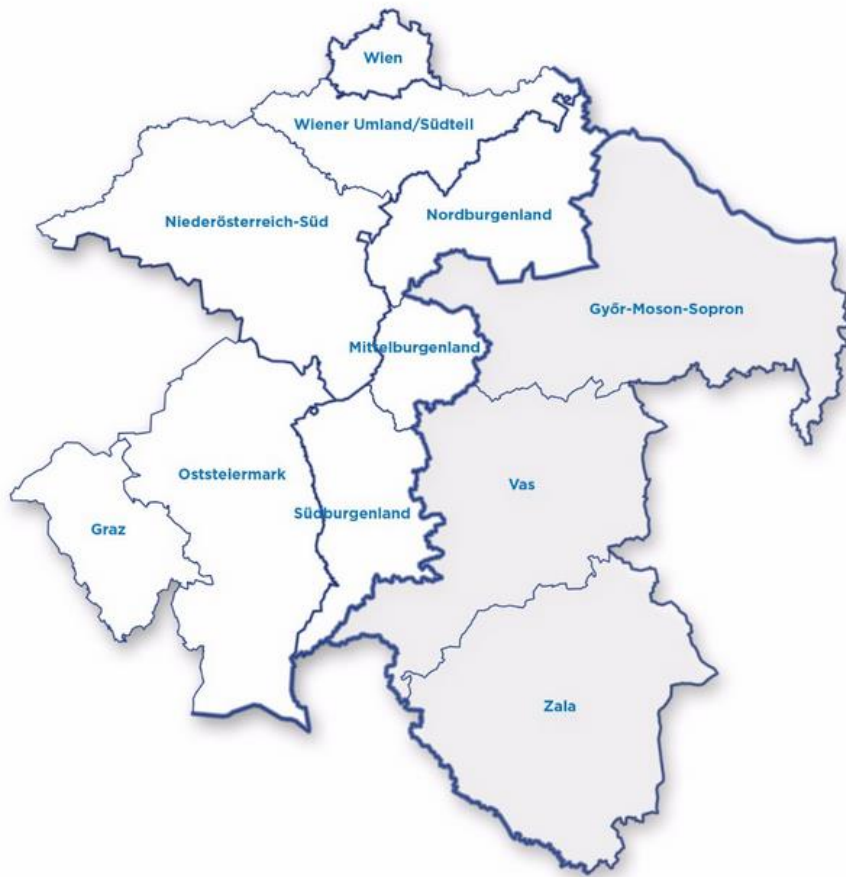 Wien
Wiener Umland/Südteil
Nordburgenland
Niederösterreich-Süd
Győr-Moson-Sopron
Mittelburgenland
Oststeiermark
Vas
Südburgenland
Graz
Zala